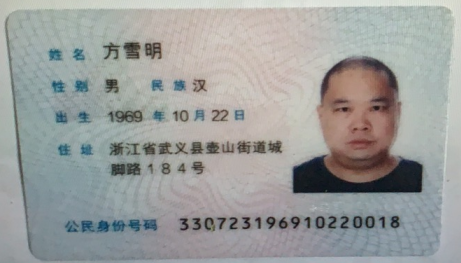 姓名 方雪明
性别 男 民族 汉
出生 1969 年 10 月 22 日
住址 浙江省武义县壶山街道城
脚路184号
公民身份号码 330723196910220018